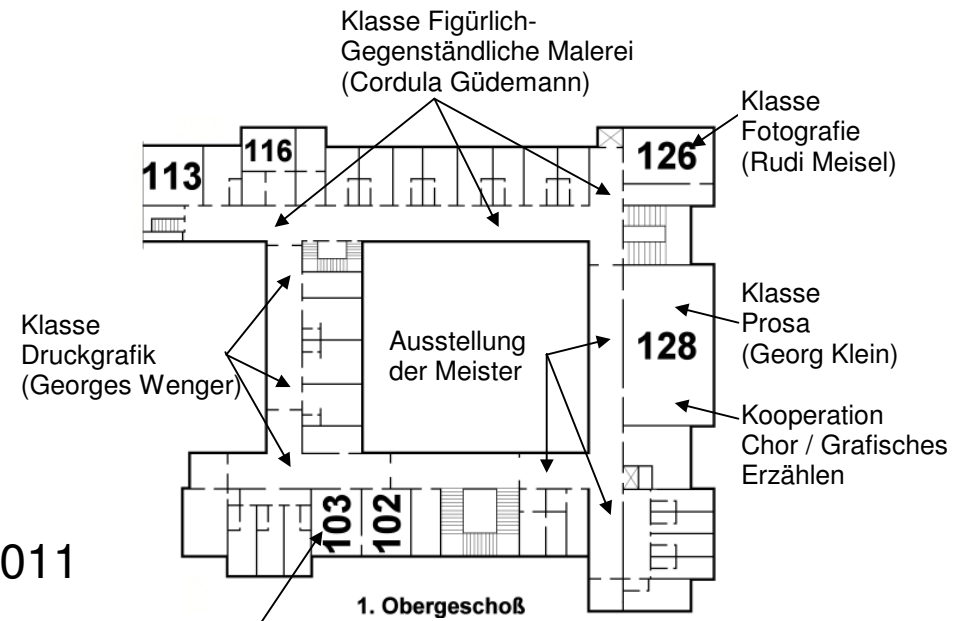 Klasse Figürlich-
Gegenständliche Malerei
(Cordula Güdemann)
Klasse
Fotografie
(Rudi Meisel)
113
116
126
Klasse
Druckgrafik
(Georges Wenger)
Ausstellung
der Meister
128
Klasse
Prosa
(Georg Klein)
Kooperation
Chor / Grafisches
Erzählen
103
102
011
1. Obergeschoß